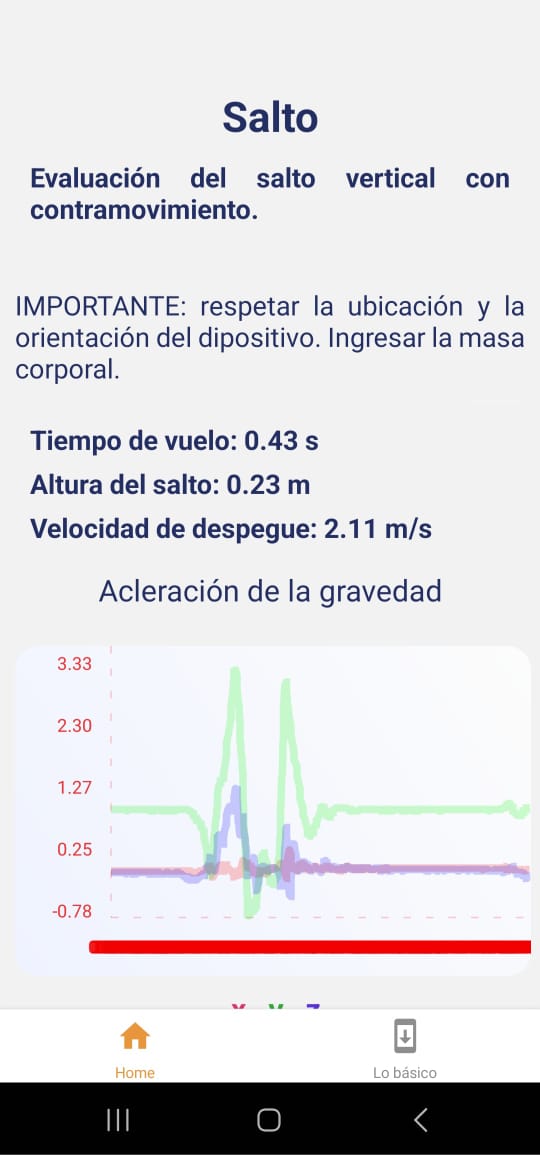 Salto
Evaluación del salto vertical con
contramovimiento.
IMPORTANTE: respetar la ubicación y la
orientación del dipositivo. Ingresar la masa
corporal.
Tiempo de vuelo: 0.43 s
Altura del salto: 0.23 m
Velocidad de despegue: 2.11 m/s
Acleración de la gravedad
3.33
2.30
1.27
0.25
-0.78
Home
Lo básico